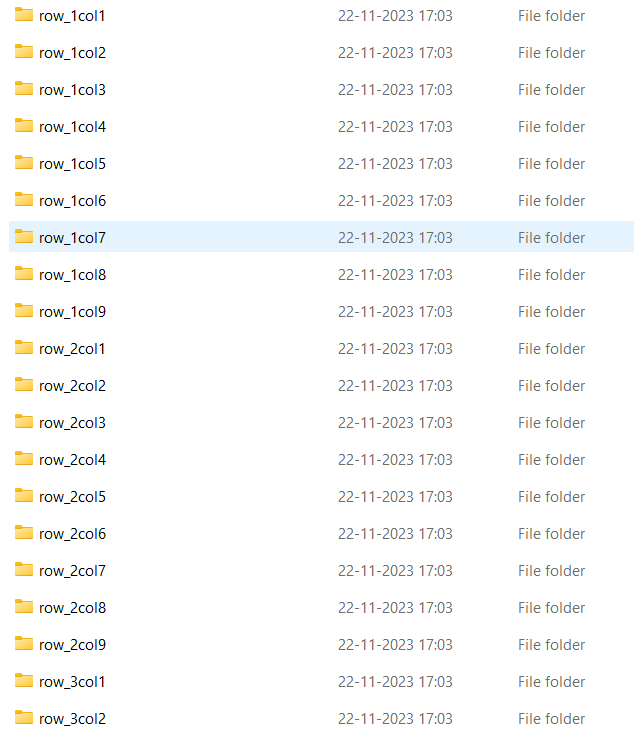 row_1col1 22-11-2023 17:03 File folder
row_1col2 22-11-2023 17:03 File folder
row_1col3 22-11-2023 17:03 File folder
row_1col4 22-11-2023 17:03 File folder
row_1col5 22-11-2023 17:03 File folder
row_1col6 22-11-2023 17:03 File folder
row_1col7 22-11-2023 17:03 File folder
row_1col8 22-11-2023 17:03 File folder
row_1col9 22-11-2023 17:03 File folder
row_2col1 22-11-2023 17:03 File folder
row_2col2 22-11-2023 17:03 File folder
row_2col3 22-11-2023 17:03 File folder
row_2col4 22-11-2023 17:03 File folder
row_2col5 22-11-2023 17:03 File folder
row_2col6 22-11-2023 17:03 File folder
row_2col7 22-11-2023 17:03 File folder
row_2col8 22-11-2023 17:03 File folder
row_2col9 22-11-2023 17:03 File folder
row_3col1 22-11-2023 17:03 File folder
row_3col2 22-11-2023 17:03 File folder